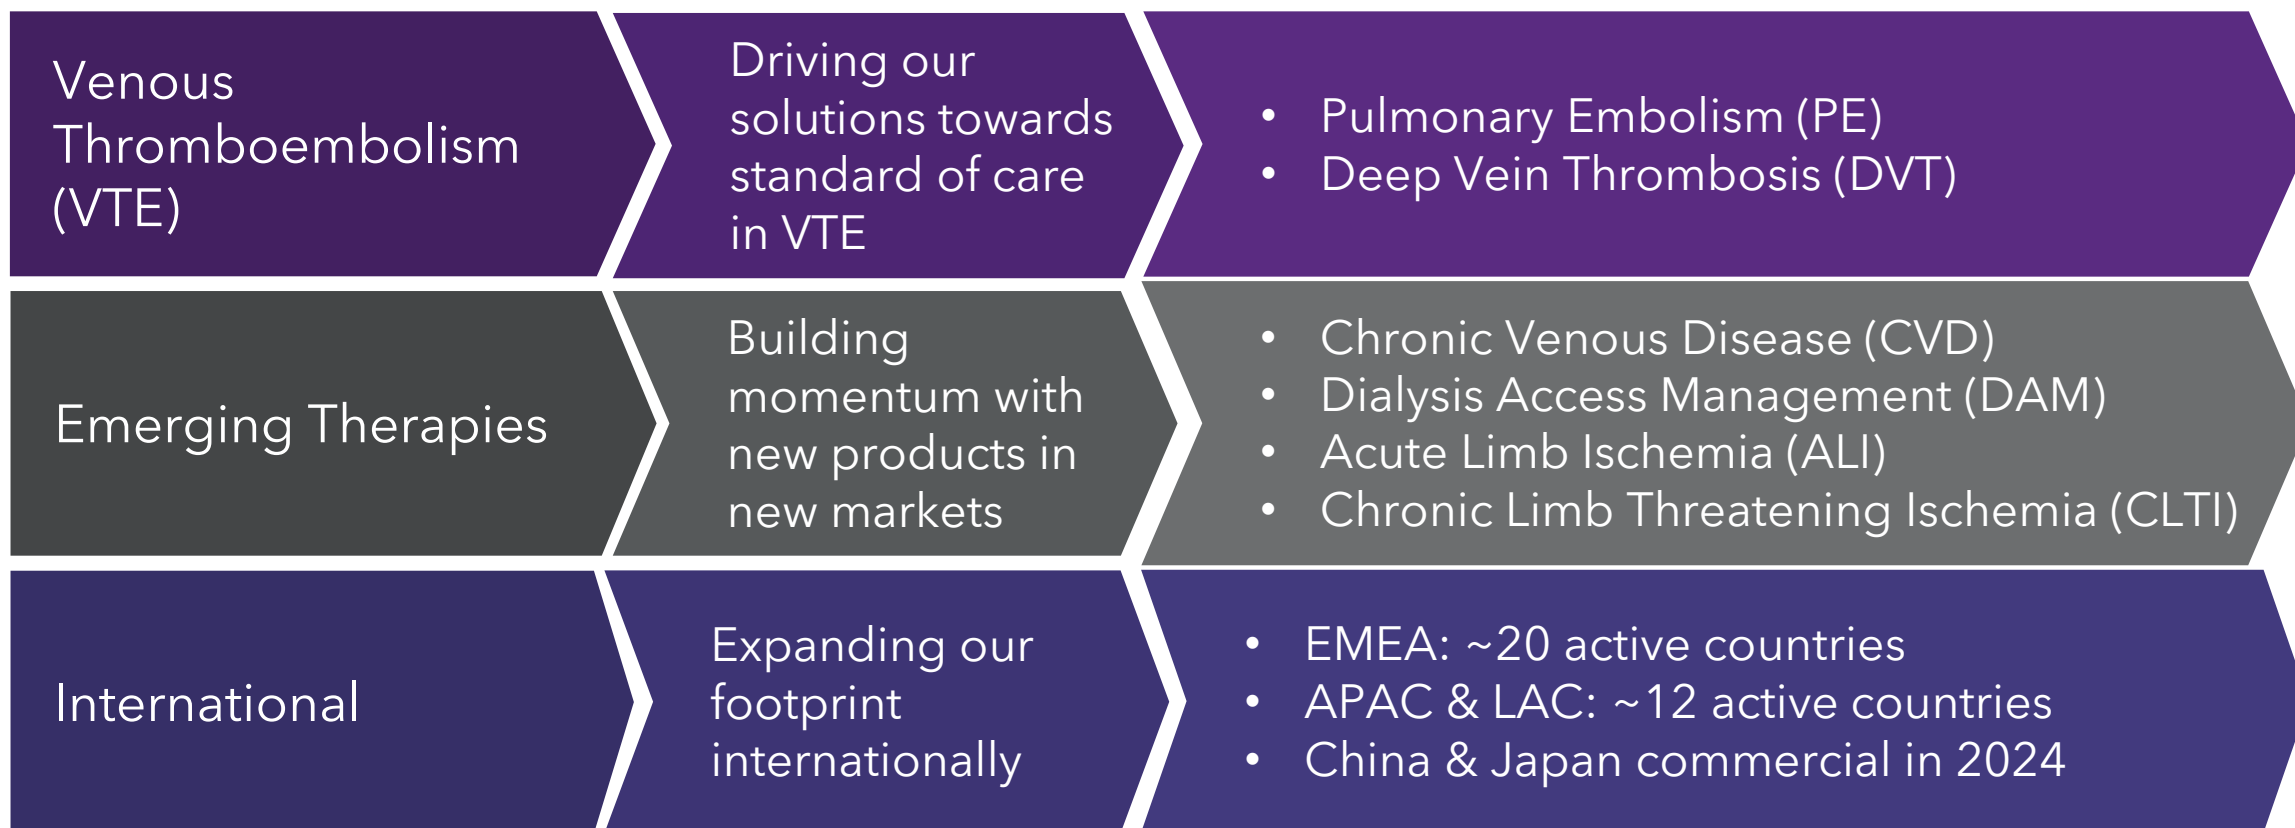 Venous
Thromboembolism
(VTE)
Driving our
solutions towards
standard of care
in VTE
• Pulmonary Embolism (PE)
• Deep Vein Thrombosis (DVT)
Emerging Therapies
Building
momentum with
new products in
new markets
• Chronic Venous Disease (CVD)
• Dialysis Access Management (DAM)
• Acute Limb Ischemia (ALI)
• Chronic Limb Threatening Ischemia (CLTI)
International
Expanding our
footprint
internationally
• EMEA: ~20 active countries
• APAC & LAC: ~12 active countries
• China & Japan commercial in 2024